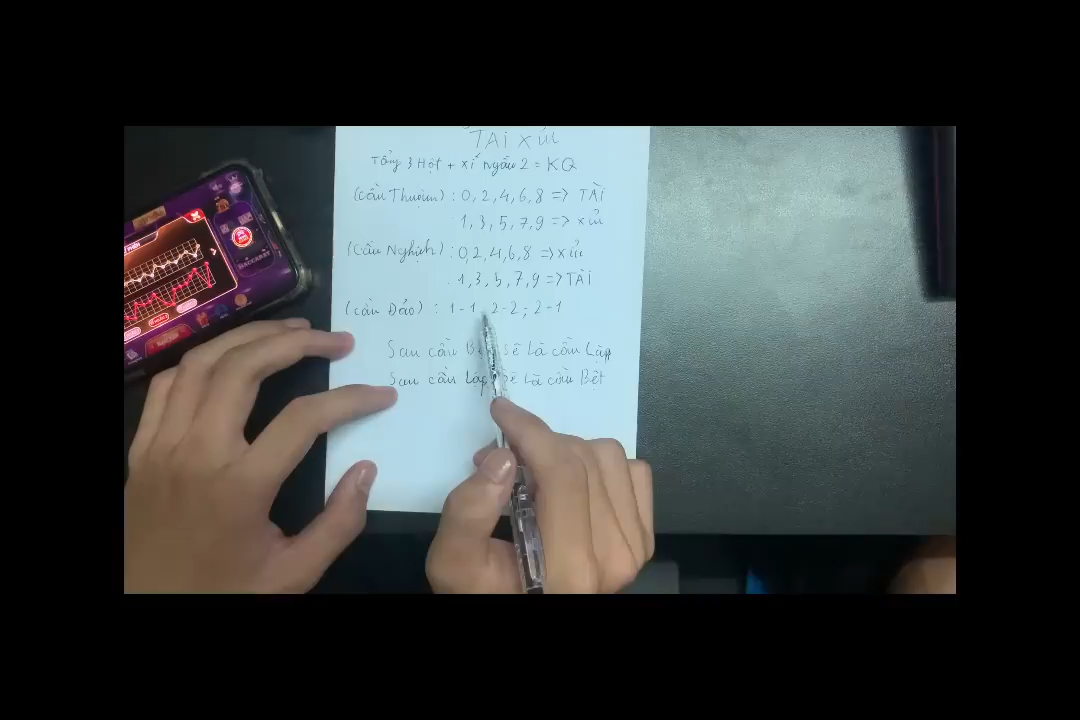 TÀI XỈU
Tổng 3 Hột + xí ngầu 2 = KQ
(Cầu Thường) : 0, 2, 4, 6, 8 => TÀI
1, 3, 5, 7, 9 => xỉu
(Cầu Nghịch) : 0, 2, 4, 6, 8 => xỉu
: 1, 3, 5, 7, 9 => TÀI
(cầu Đảo) : 1-1, 2-2; 2-1
Sau cầu sẽ là cầu Lặp
Sau cầu Lặp sẽ là cầu Bệt
BACCARAT